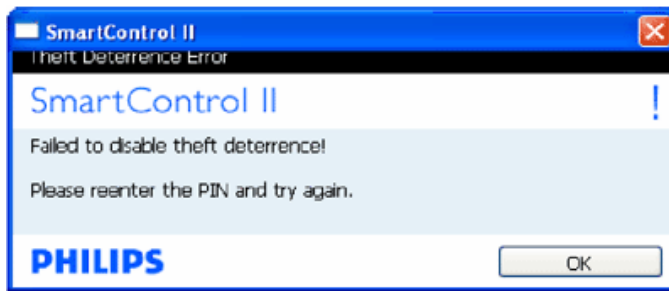 SmartControl II
Theft Deterrence Error
SmartControl II !
Failed to disable theft deterrence!
Please reenter the PIN and try again.
PHILIPS
OK